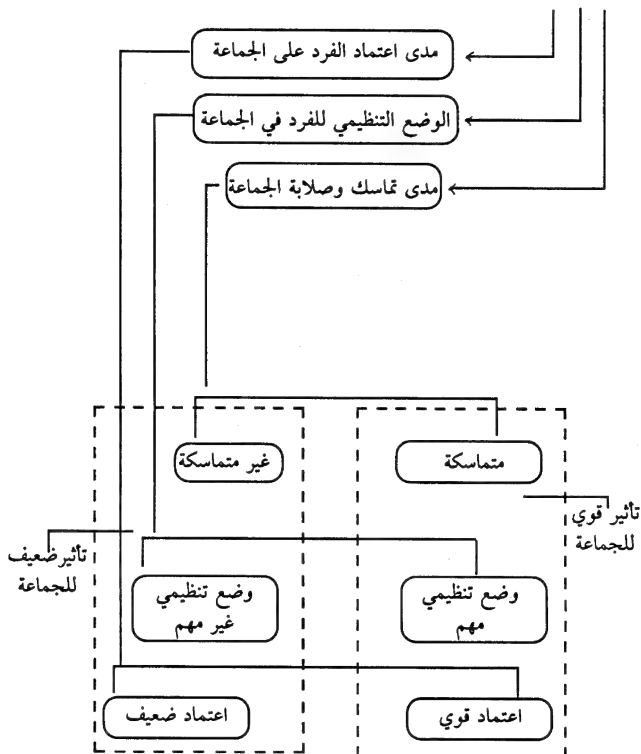 مدى اعتماد الفرد على الجماعة
الوضع التنظيمي للفرد في الجماعة
مدى تماسك وصلابة الجماعة
متماسكة
غير متماسكة
تأثير قوي
للجماعة
تأثير ضعيف
للجماعة
وضع تنظيمي
مهم
وضع تنظيمي
غير مهم
اعتماد قوي
اعتماد ضعيف